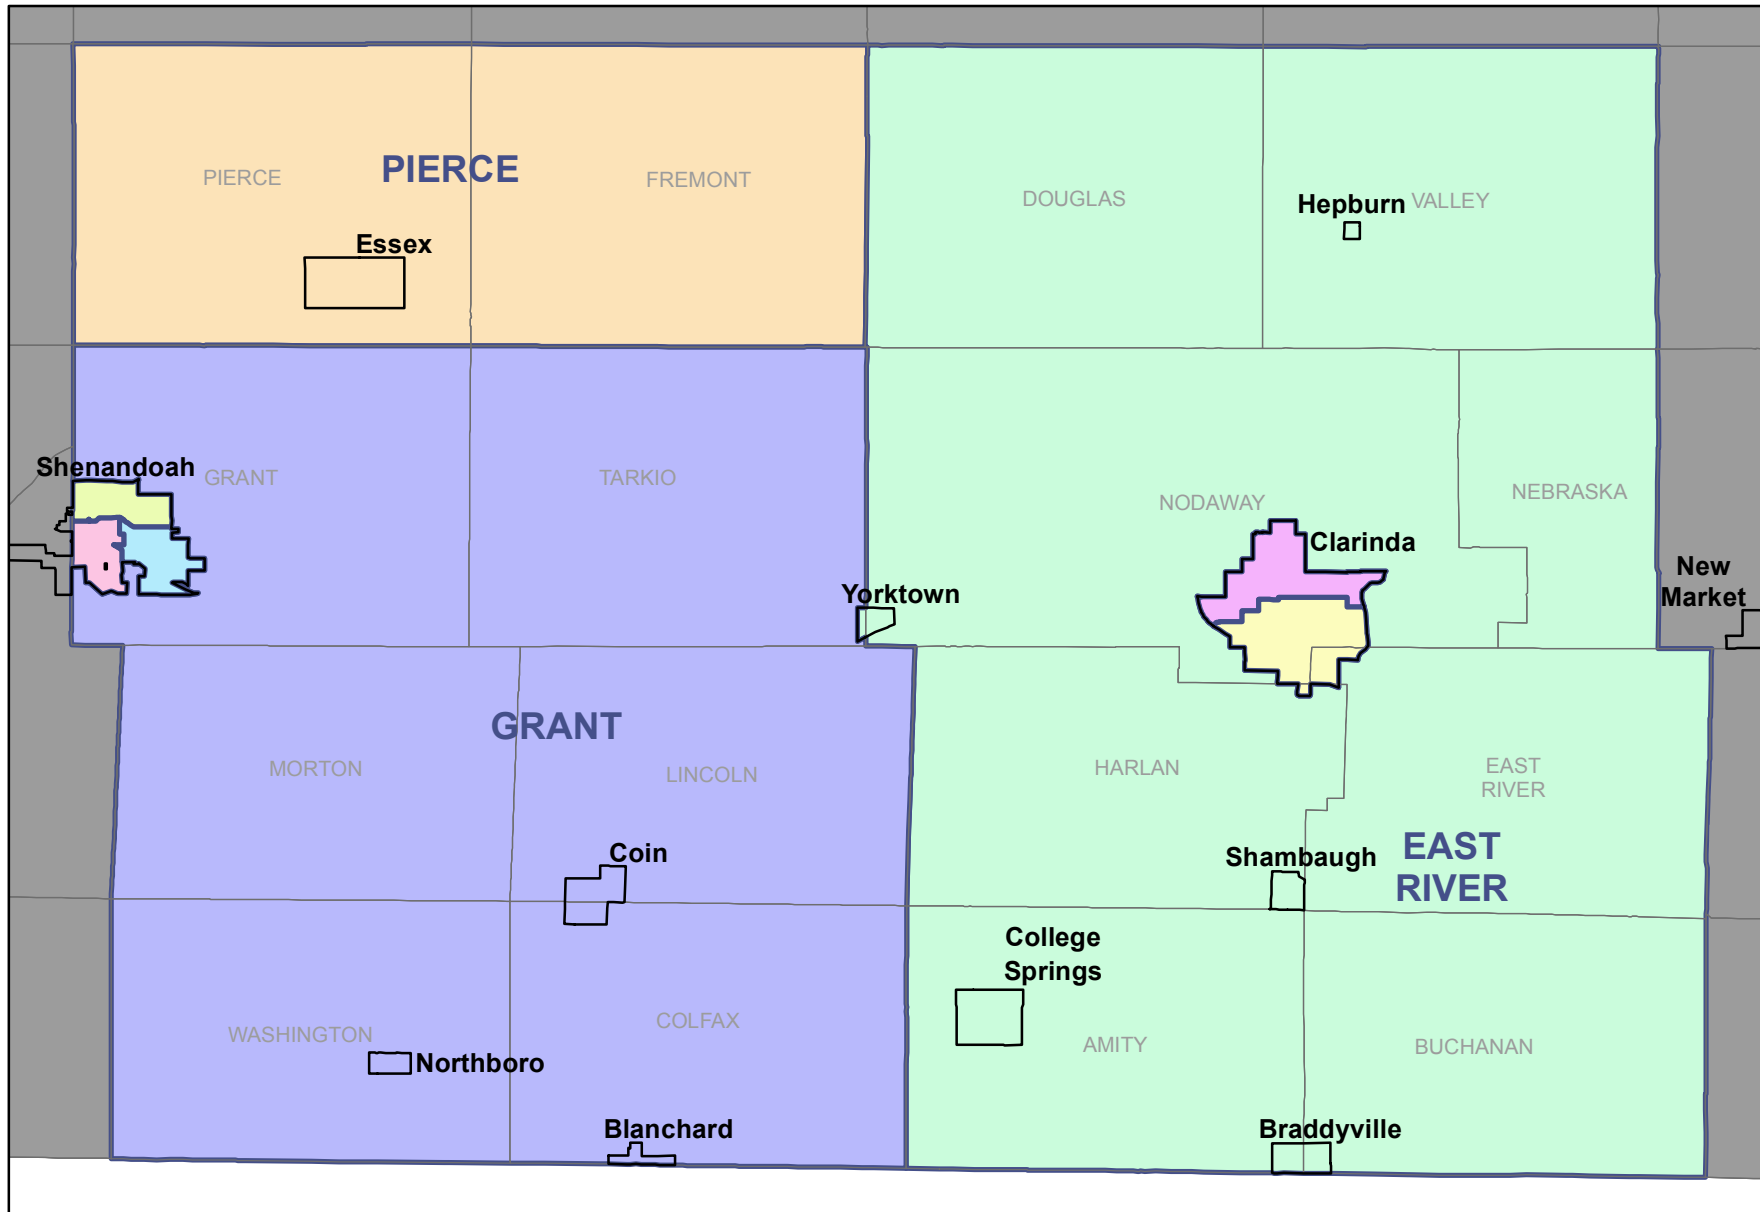 PIERCE
PIERCE
FREMONT
DOUGLAS
Hepburn
VALLEY
Essex
Shenandoah
GRANT
TARKIO
NODAWAY
NEBRASKA
Clarinda
Yorktown
New
Market
GRANT
MORTON
LINCOLN
HARLAN
EAST
RIVER
Coin
Shambaugh
EAST
RIVER
College
Springs
WASHINGTON
COLFAX
AMITY
BUCHANAN
Northboro
Blanchard
Braddyville